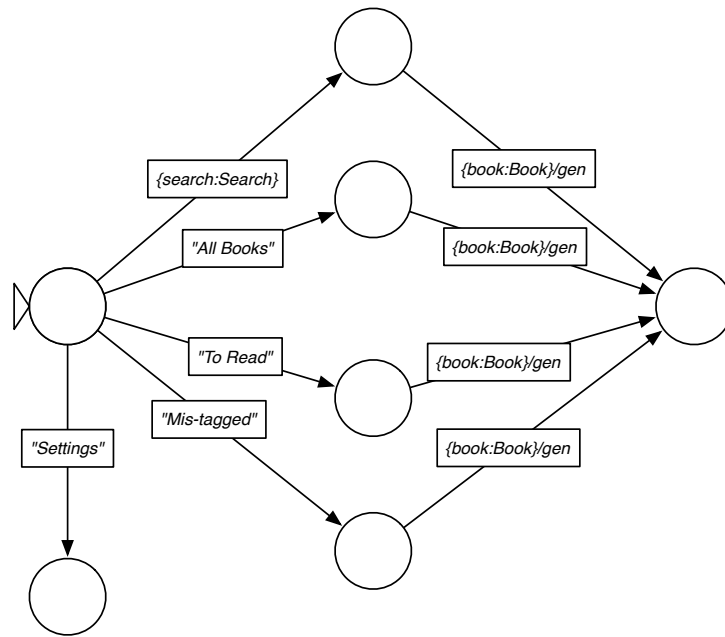 {search:Search}
{book:Book}/gen
"All Books"
{book:Book}/gen
"To Read"
{book:Book}/gen
"Mis-tagged"
{book:Book}/gen
"Settings"